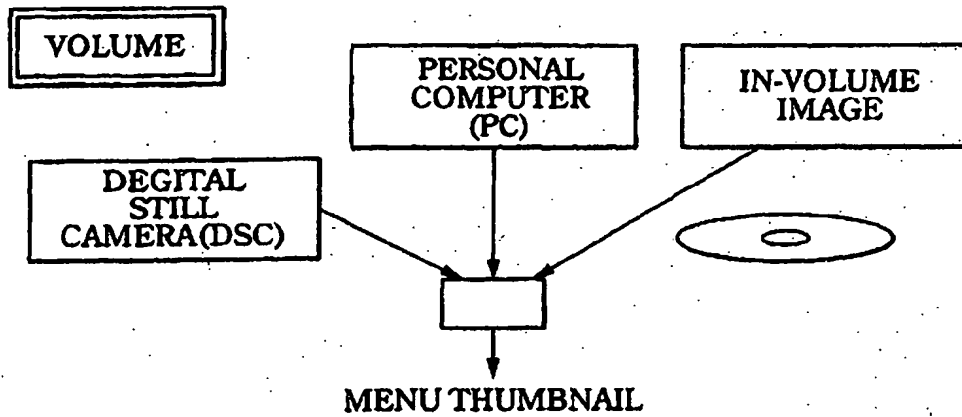 VOLUME
PERSONAL
COMPUTER
(PC)
IN-VOLUME
IMAGE
DEGITAL
STILL
CAMERA(DSC)
MENU THUMBNAIL